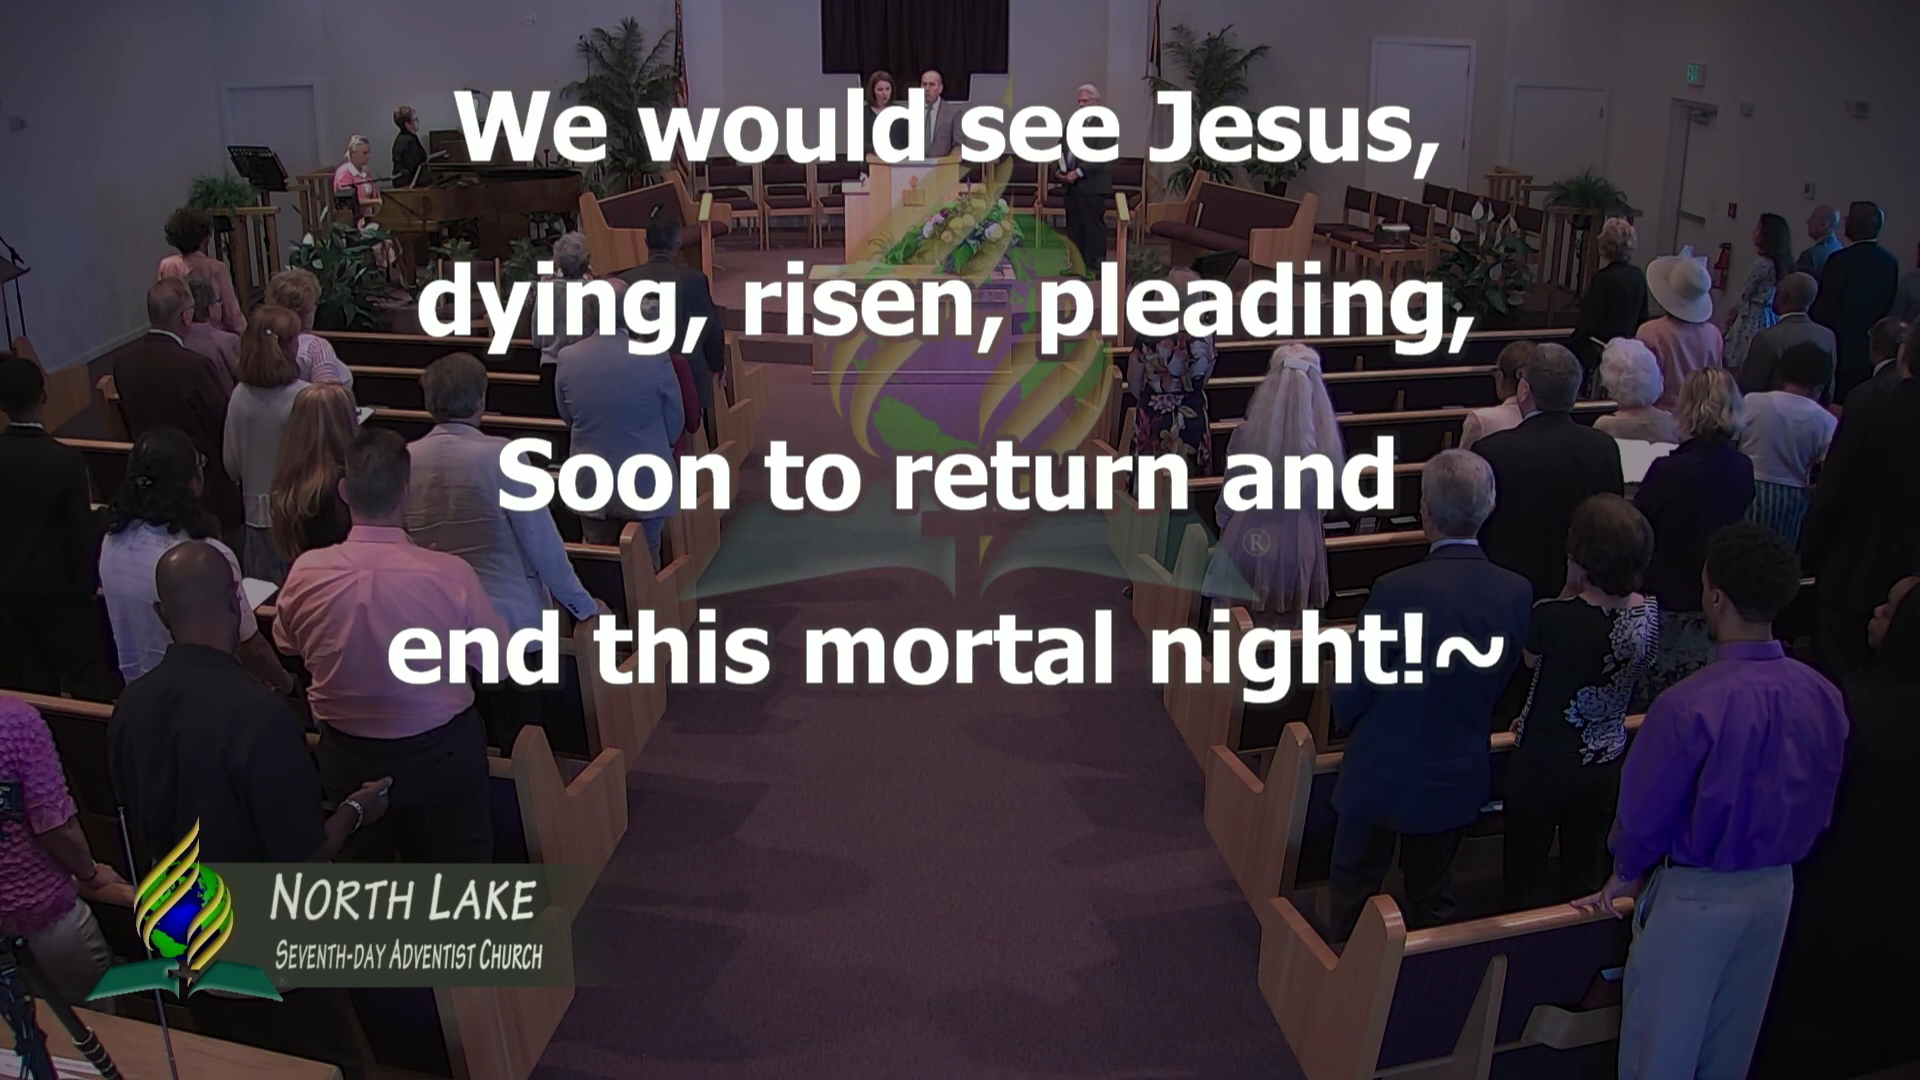 We would see Jesus,
dying, risen, pleading,
Soon to return and
end this mortal night!~
®
NORTH LAKE
SEVENTH-DAY ADVENTIST CHURCH